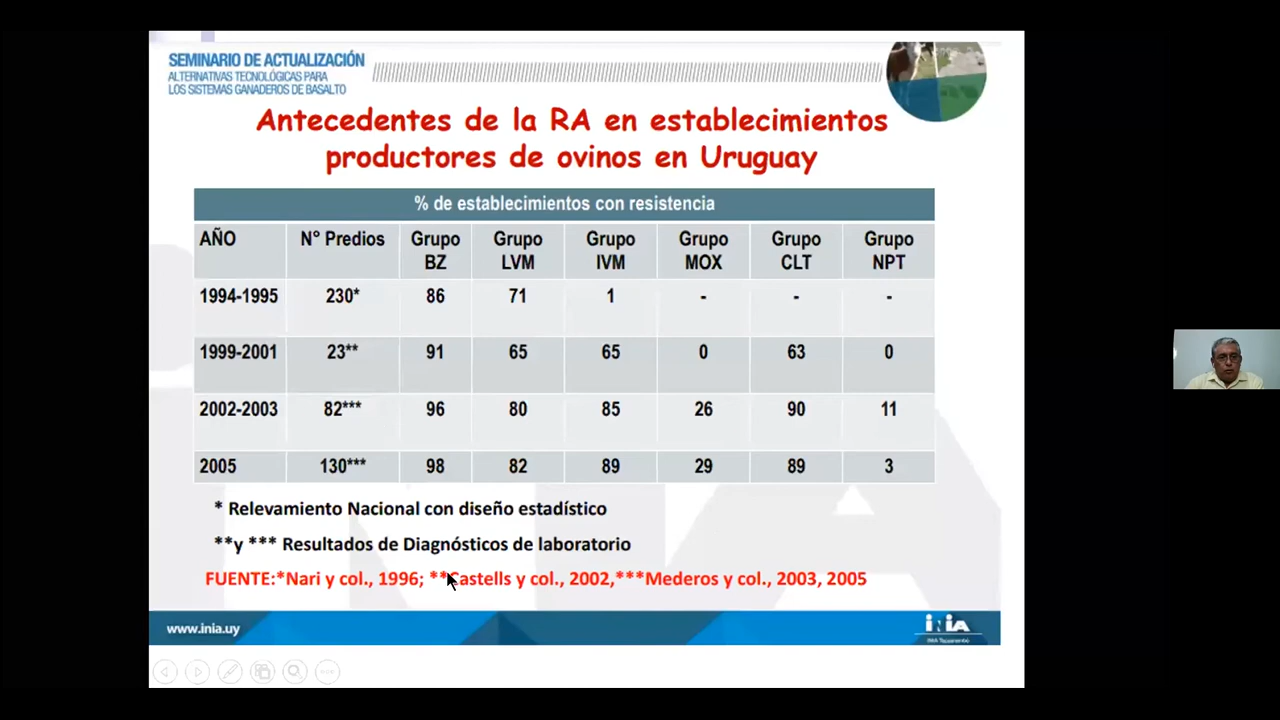 SEMINARIO DE ACTUALIZACIÓN
ALTERNATIVAS TECNOLÓGICAS PARA
LOS SISTEMAS GANADEROS DE BASALTO
Antecedentes de la RA en establecimientos
productores de ovinos en Uruguay
% de establecimientos con resistencia
AÑO N° Predios Grupo BZ Grupo LVM Grupo IVM Grupo MOX Grupo CLT Grupo NPT
1994-1995 230* 86 71 1 - - -
1999-2001 23** 91 65 65 0 63 0
2002-2003 82*** 96 80 85 26 90 11
2005 130*** 98 82 89 29 89 3
* Relevamiento Nacional con diseño estadístico
**y *** Resultados de Diagnósticos de laboratorio
FUENTE:*Nari y col., 1996; **Castells y col., 2002,***Mederos y col., 2003, 2005
www.inia.uy
INIA
INIA Tacuarembó